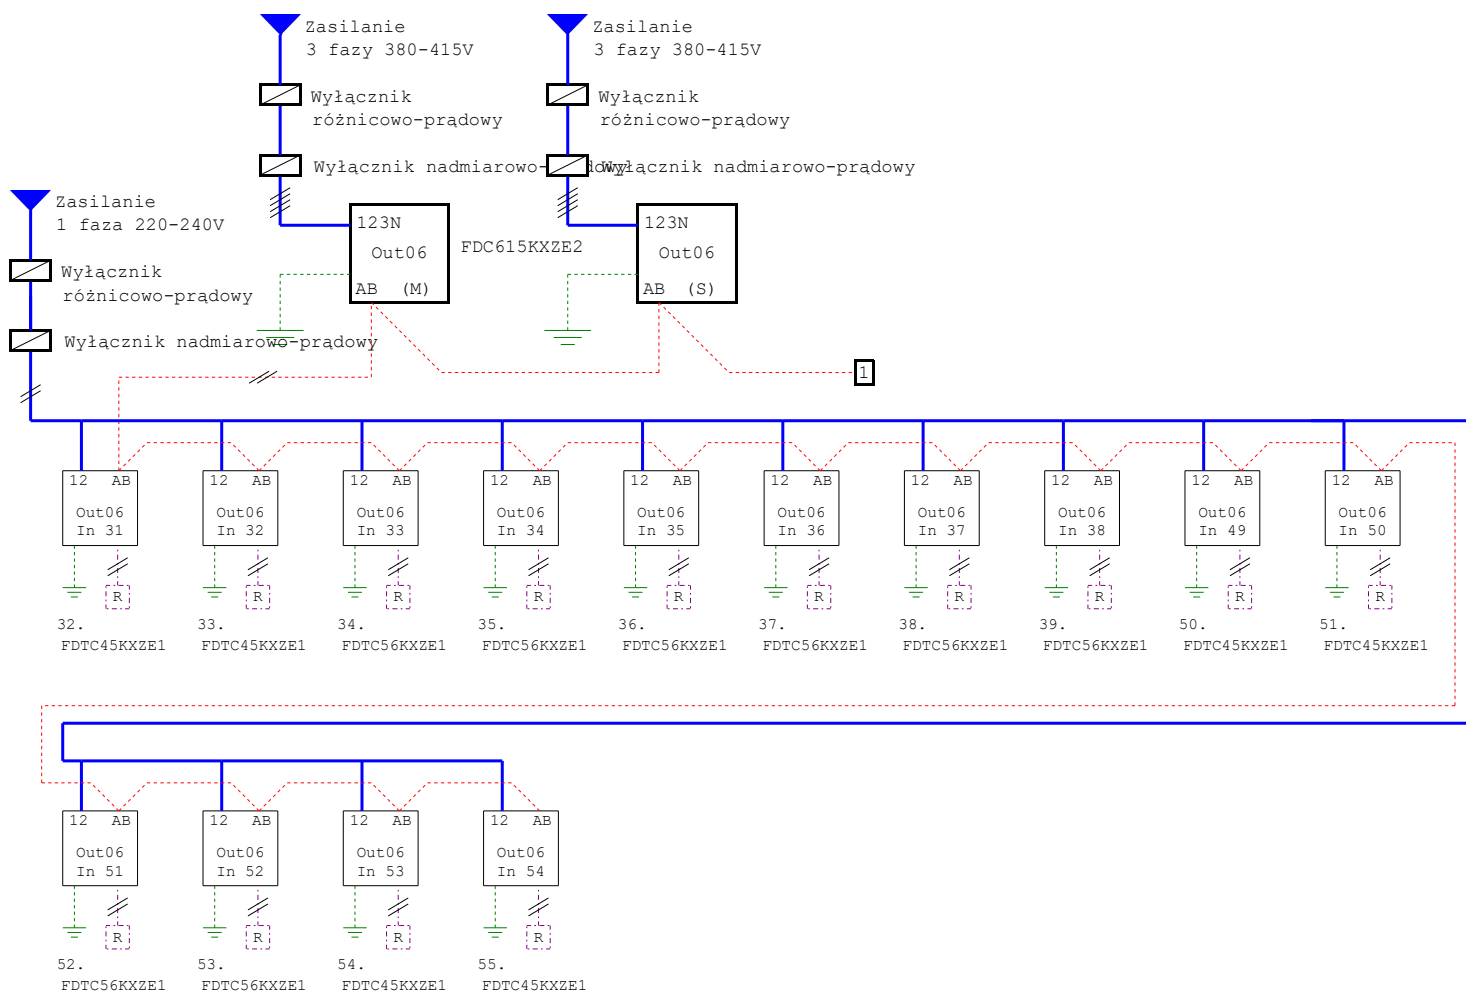 Zasilanie
3 fazy 380-415V
Zasilanie
3 fazy 380-415V
Wyłącznik
różnicowo-prądowy
Wyłącznik
różnicowo-prądowy
Wyłącznik nadmiarowo-prądowy
Wyłącznik nadmiarowo-prądowy
Zasilanie
1 faza 220-240V
123N
Out06
AB (M)
FDC615KXZE2
123N
Out06
AB (S)
Wyłącznik
różnicowo-prądowy
Wyłącznik nadmiarowo-prądowy
1
12 AB 12 AB 12 AB 12 AB 12 AB 12 AB 12 AB 12 AB 12 AB 12 AB
Out06 Out06 Out06 Out06 Out06 Out06 Out06 Out06 Out06 Out06
In 31 In 32 In 33 In 34 In 35 In 36 In 37 In 38 In 49 In 50
R R R R R R R R R R
32. 33. 34. 35. 36. 37. 38. 39. 50. 51.
FDTC45KXZE1 FDTC45KXZE1 FDTC56KXZE1 FDTC56KXZE1 FDTC56KXZE1 FDTC56KXZE1 FDTC56KXZE1 FDTC56KXZE1 FDTC45KXZE1 FDTC45KXZE1
12 AB 12 AB 12 AB 12 AB
Out06 Out06 Out06 Out06
In 51 In 52 In 53 In 54
R R R R
52. 53. 54. 55.
FDTC56KXZE1 FDTC56KXZE1 FDTC45KXZE1 FDTC45KXZE1